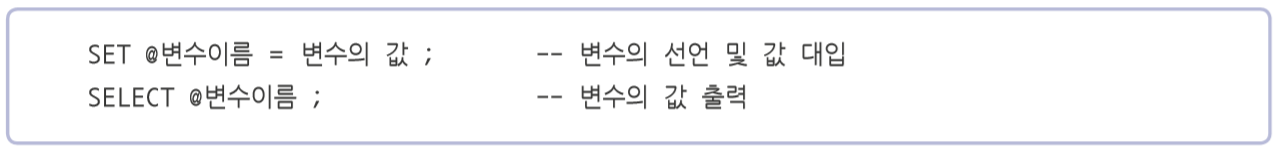 SET @변수이름 = 변수의 값 ; -- 변수의 선언 및 값 대입
SELECT @변수이름 ; -- 변수의 값 출력